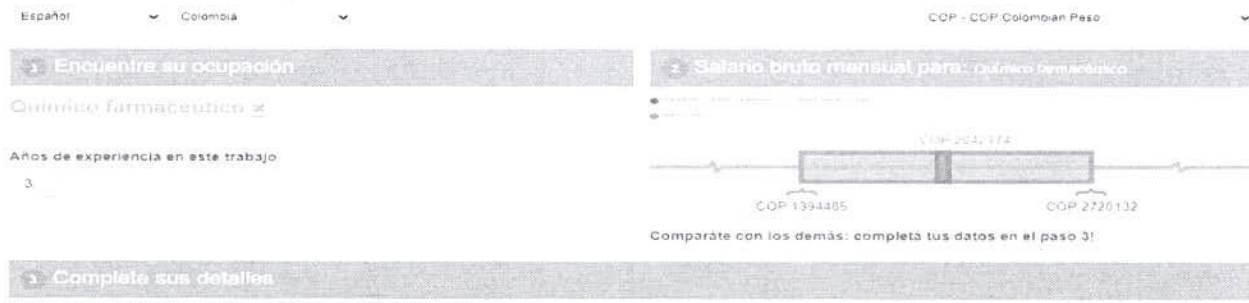 Español Colombia COP - COP Colombian Peso
1 Encuentre su ocupación
Químico farmacéutico x
Años de experiencia en este trabajo
3
2 Salario bruto mensual para: Químico farmacéutico
COP
COP 1394485
COP 2720132
Comparáte con los demás: completá tus datos en el paso 3!
3 Complete sus detalles